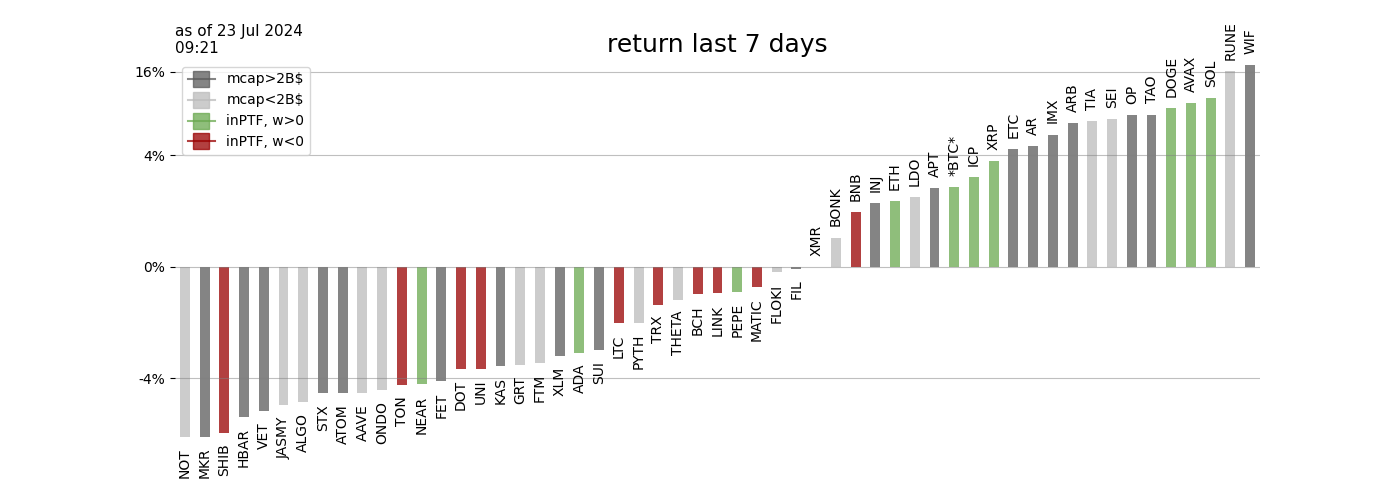 as of 23 Jul 2024
09:21
return last 7 days
mcap>2B$
mcap<2B$
inPTF, w>0
inPTF, w<0
16%
4%
0%
-4%
NOT
MKR
SHIB
HBAR
VET
JASMY
ALGO
STX
ATOM
AAVE
ONDO
TON
NEAR
FET
DOT
UNI
KAS
GRT
FTM
XLM
ADA
SUI
LTC
PYTH
TRX
THETA
BCH
LINK
PEPE
MATIC
FLOKI
FIL
XMR
BONK
BNB
INJ
ETH
LDO
APT
*BTC*
ICP
XRP
ETC
AR
IMX
ARB
TIA
SEI
OP
TAO
DOGE
AVAX
SOL
RUNE
WIF